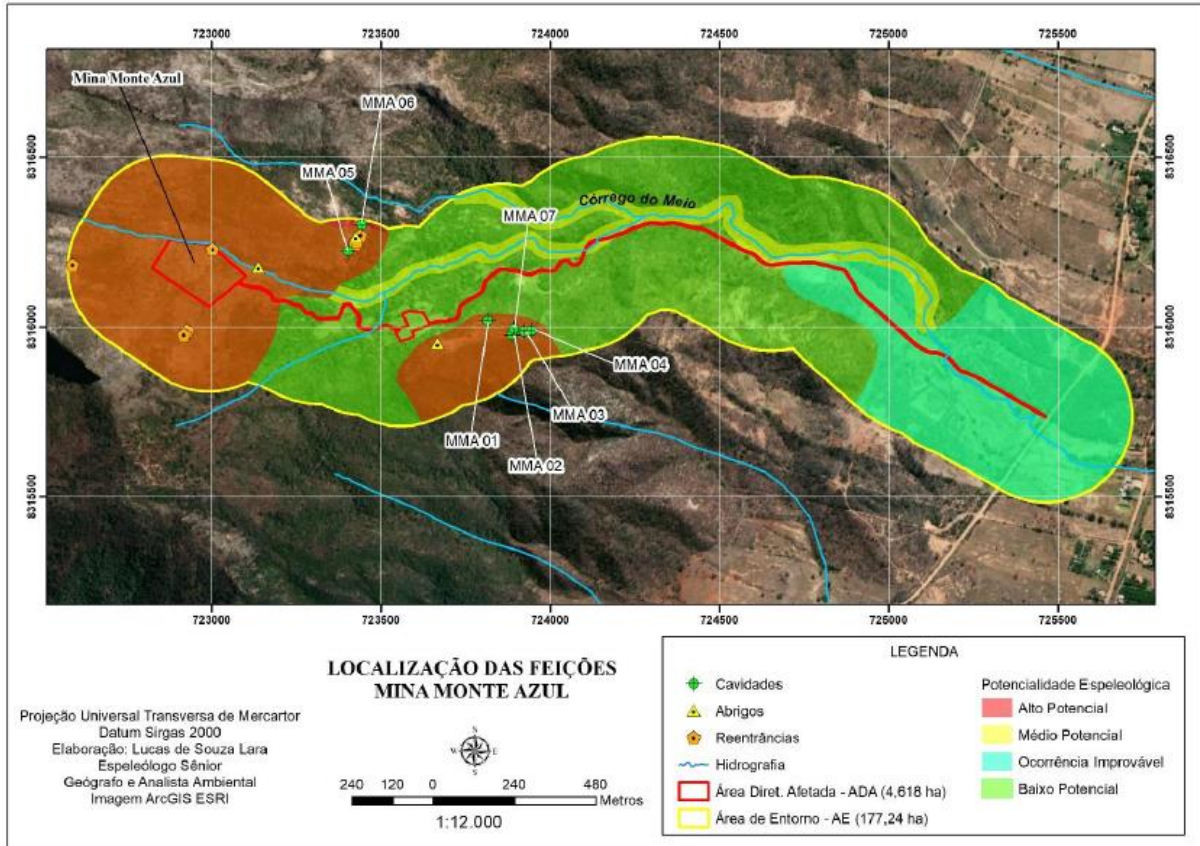 723000 723500 724000 724500 725000 725500
Mina Monte Azul
MMA 06
8316500 8316500
MMA 05
Córrego do Meio
MMA 07
8316000 8316000
MMA 04
MMA 03
MMA 01
MMA 02
8315500 8315500
723000 723500 724000 724500 725000 725500
LOCALIZAÇÃO DAS FEIÇÕES
MINA MONTE AZUL
Projeção Universal Transversa de Mercartor
Datum Sirgas 2000
Elaboração: Lucas de Souza Lara
Espeleólogo Sênior
Geógrafo e Analista Ambiental
Imagem ArcGIS ESRI
N
W E
S
240 120 0 240 480
Metros
1:12.000
LEGENDA
Cavidades
Abrigos
Reentrâncias
Hidrografia
Área Diret. Afetada - ADA (4,618 ha)
Área de Entorno - AE (177,24 ha)
Potencialidade Espeleológica
Alto Potencial
Médio Potencial
Ocorrência Improvável
Baixo Potencial